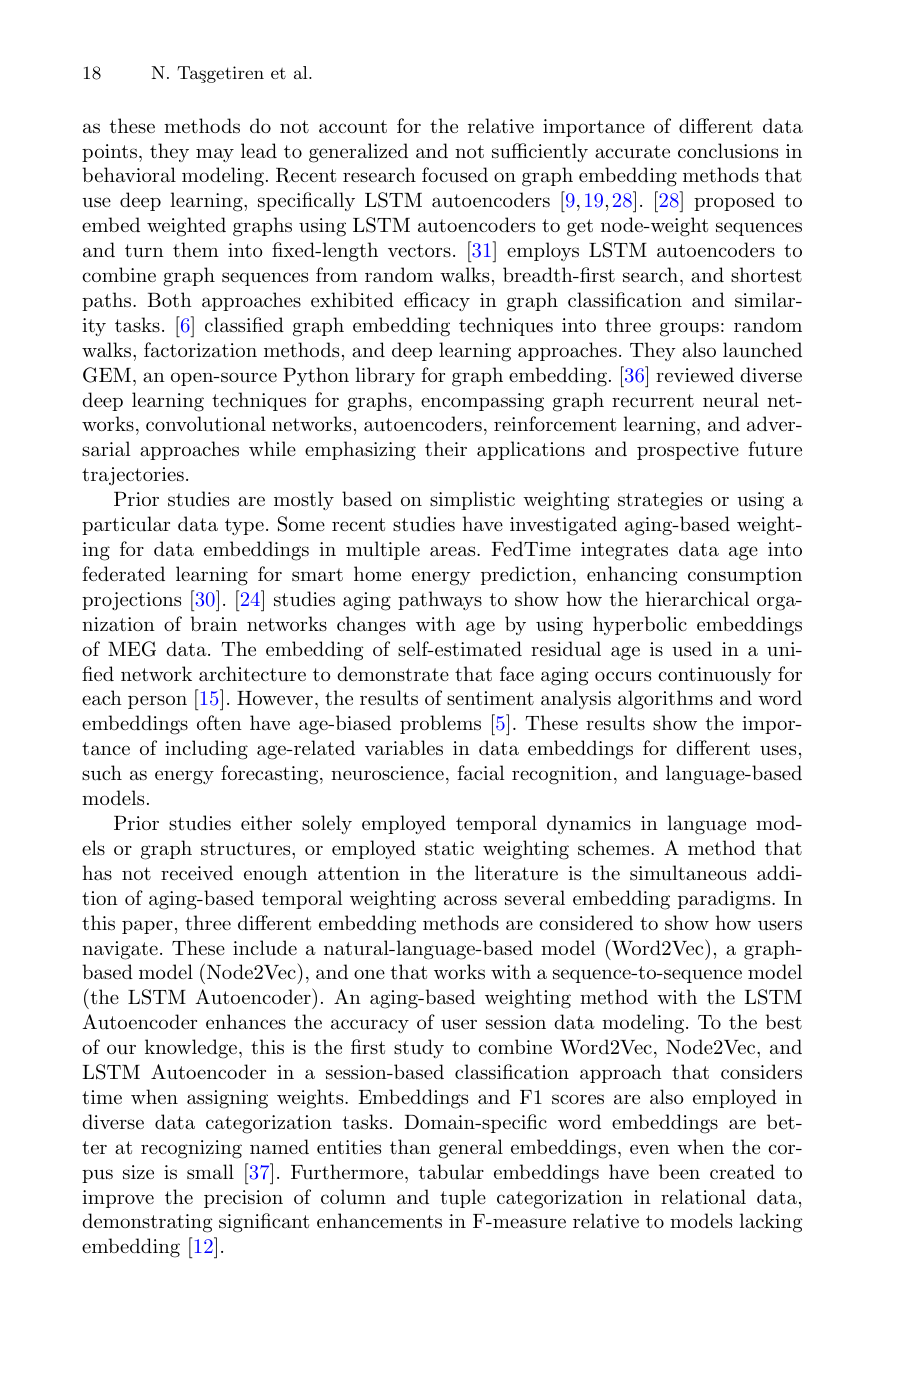 18 N. Taşgetiren et al.
as these methods do not account for the relative importance of different data
points, they may lead to generalized and not sufficiently accurate conclusions in
behavioral modeling. Recent research focused on graph embedding methods that
use deep learning, specifically LSTM autoencoders [9,19,28]. [28] proposed to
embed weighted graphs using LSTM autoencoders to get node-weight sequences
and turn them into fixed-length vectors. [31] employs LSTM autoencoders to
combine graph sequences from random walks, breadth-first search, and shortest
paths. Both approaches exhibited efficacy in graph classification and similar-
ity tasks. [6] classified graph embedding techniques into three groups: random
walks, factorization methods, and deep learning approaches. They also launched
GEM, an open-source Python library for graph embedding. [36] reviewed diverse
deep learning techniques for graphs, encompassing graph recurrent neural net-
works, convolutional networks, autoencoders, reinforcement learning, and adver-
sarial approaches while emphasizing their applications and prospective future
trajectories.
Prior studies are mostly based on simplistic weighting strategies or using a
particular data type. Some recent studies have investigated aging-based weight-
ing for data embeddings in multiple areas. FedTime integrates data age into
federated learning for smart home energy prediction, enhancing consumption
projections [30]. [24] studies aging pathways to show how the hierarchical orga-
nization of brain networks changes with age by using hyperbolic embeddings
of MEG data. The embedding of self-estimated residual age is used in a uni-
fied network architecture to demonstrate that face aging occurs continuously for
each person [15]. However, the results of sentiment analysis algorithms and word
embeddings often have age-biased problems [5]. These results show the impor-
tance of including age-related variables in data embeddings for different uses,
such as energy forecasting, neuroscience, facial recognition, and language-based
models.
Prior studies either solely employed temporal dynamics in language mod-
els or graph structures, or employed static weighting schemes. A method that
has not received enough attention in the literature is the simultaneous addi-
tion of aging-based temporal weighting across several embedding paradigms. In
this paper, three different embedding methods are considered to show how users
navigate. These include a natural-language-based model (Word2Vec), a graph-
based model (Node2Vec), and one that works with a sequence-to-sequence model
(the LSTM Autoencoder). An aging-based weighting method with the LSTM
Autoencoder enhances the accuracy of user session data modeling. To the best
of our knowledge, this is the first study to combine Word2Vec, Node2Vec, and
LSTM Autoencoder in a session-based classification approach that considers
time when assigning weights. Embeddings and F1 scores are also employed in
diverse data categorization tasks. Domain-specific word embeddings are bet-
ter at recognizing named entities than general embeddings, even when the cor-
pus size is small [37]. Furthermore, tabular embeddings have been created to
improve the precision of column and tuple categorization in relational data,
demonstrating significant enhancements in F-measure relative to models lacking
embedding [12].